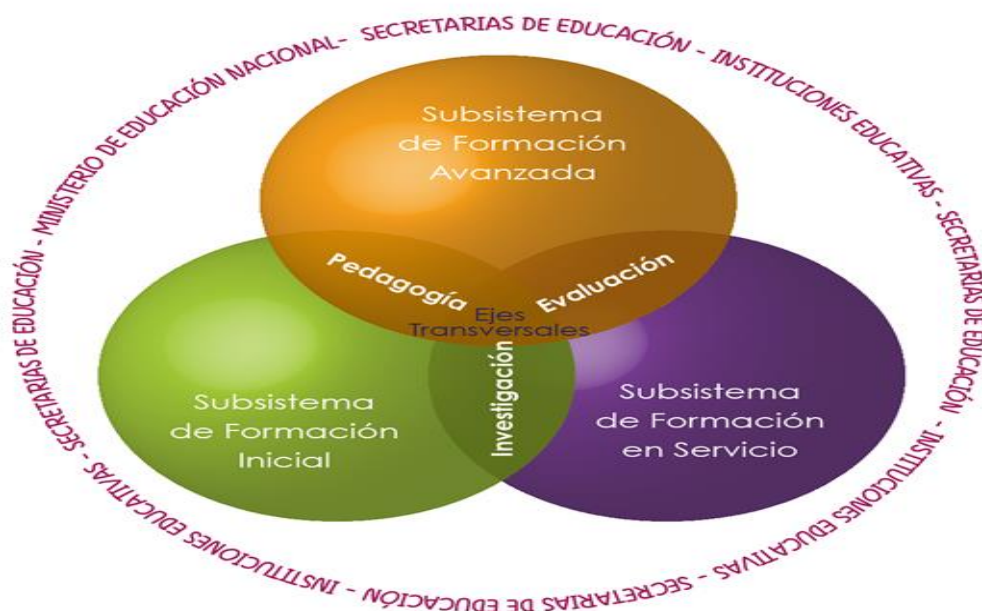 MINISTERIO DE EDUCACIÓN NACIONAL- SECRETARIAS DE EDUCACIÓN - INSTITUCIONES EDUCATIVAS - SECRETARIAS DE EDUCACIÓN - INSTITUCIONES EDUCATIVAS - SECRETARIAS DE EDUCACIÓN - INSTITUCIONES EDUCATIVAS - SECRETARIAS DE EDUCACIÓN -
Subsistema
de Formación
Avanzada
Pedagogía
Evaluación
Ejes
Transversales
Investigación
Subsistema
de Formación
Inicial
Subsistema
de Formación
en Servicio